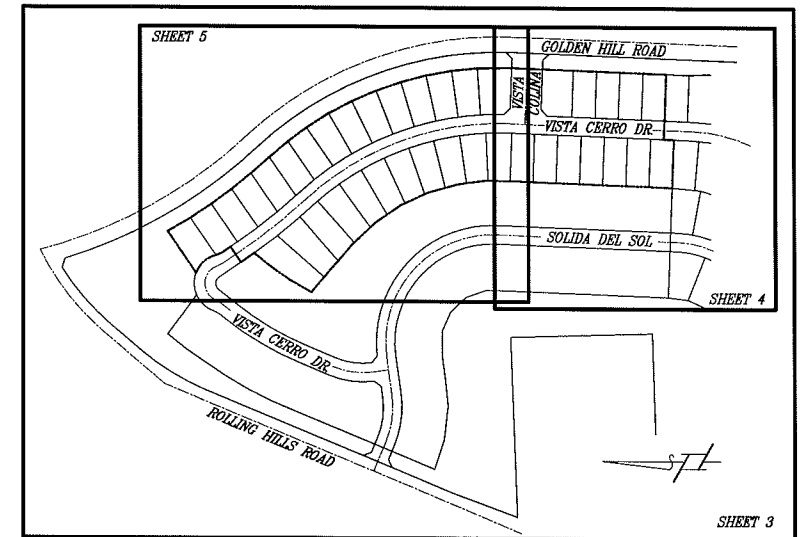 SHEET 5
GOLDEN HILL ROAD
VISTA
COLINA
VISTA CERRO DR.
SOLIDA DEL SOL
SHEET 4
VISTA CERRO DR.
ROLLING HILLS ROAD
SHEET 3